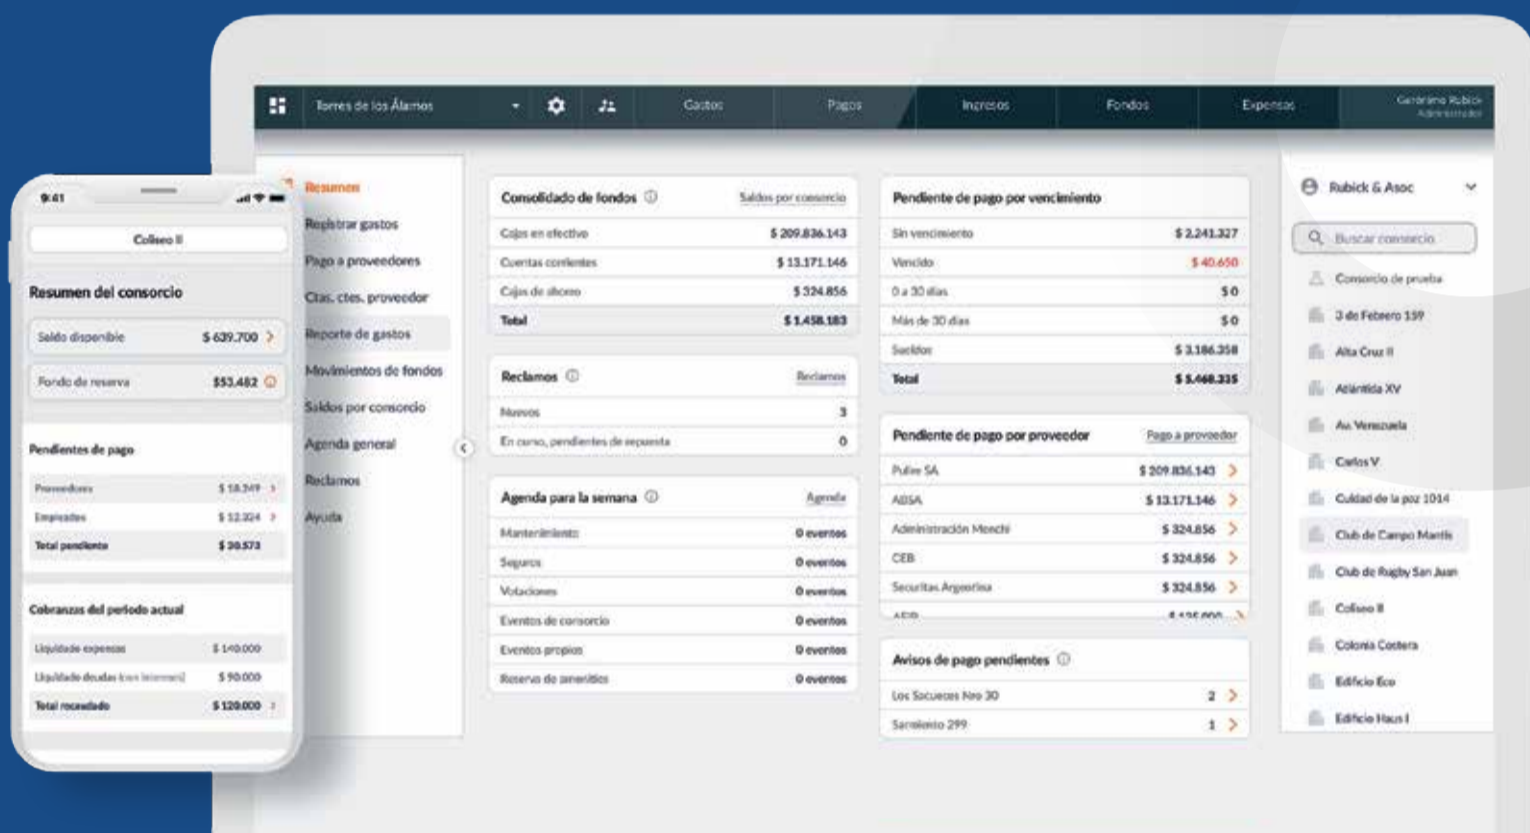 Torres de los Álamos
Gastos
Pagos
Ingresos
Fondos
Expensas
Gerónimo Rubick
Administrador
9:41
Coliseo II
Resumen del consorcio
Saldo disponible $ 639.700
Fondo de reserva $53.482
Pendientes de pago
Proveedores $ 18.249
Empleados $ 12.324
Total pendiente $ 30.573
Cobranzas del periodo actual
Liquidado expensas $ 140.000
Liquidado deudas (con intereses) $ 90.000
Total recaudado $ 120.000
Resumen
Registrar gastos
Pago a proveedores
Ctas. ctes. proveedor
Reporte de gastos
Movimientos de fondos
Saldos por consorcio
Agenda general
Reclamos
Ayuda
Consolidado de fondos Saldos por consorcio
Cajas en efectivo $ 209.836.143
Cuentas corrientes $ 13.171.146
Cajas de ahorro $ 324.856
Total $ 1.458.183
Reclamos Reclamos
Nuevos 3
En curso, pendientes de repuesta 0
Agenda para la semana Agenda
Mantenimiento 0 eventos
Seguros 0 eventos
Votaciones 0 eventos
Eventos de consorcio 0 eventos
Eventos propios 0 eventos
Reserva de amenities 0 eventos
Pendiente de pago por vencimiento
Sin vencimiento $ 2.241.327
Vencido $ 40.650
0 a 30 días $ 0
Más de 30 días $ 0
Sueldos $ 3.186.358
Total $ 5.468.335
Pendiente de pago por proveedor Pago a proveedor
$ 209.836.143
$ 13.171.146
Administración Menchi $ 324.856
CEB $ 324.856
Securitas Argentina $ 324.856
AFIP
Avisos de pago pendientes
Los Sacueces Nro 30 2
Sarmiento 299 1
Rubick & Asoc
Buscar consorcio
Consorcio de prueba
3 de Febrero 159
Alta Cruz II
Atlántida XV
Av. Venezuela
Carlos V
Cuidad de la paz 1014
Club de Campo Mantis
Club de Rugby San Juan
Coliseo II
Colonia Costera
Edificio Eco
Edificio Haus I